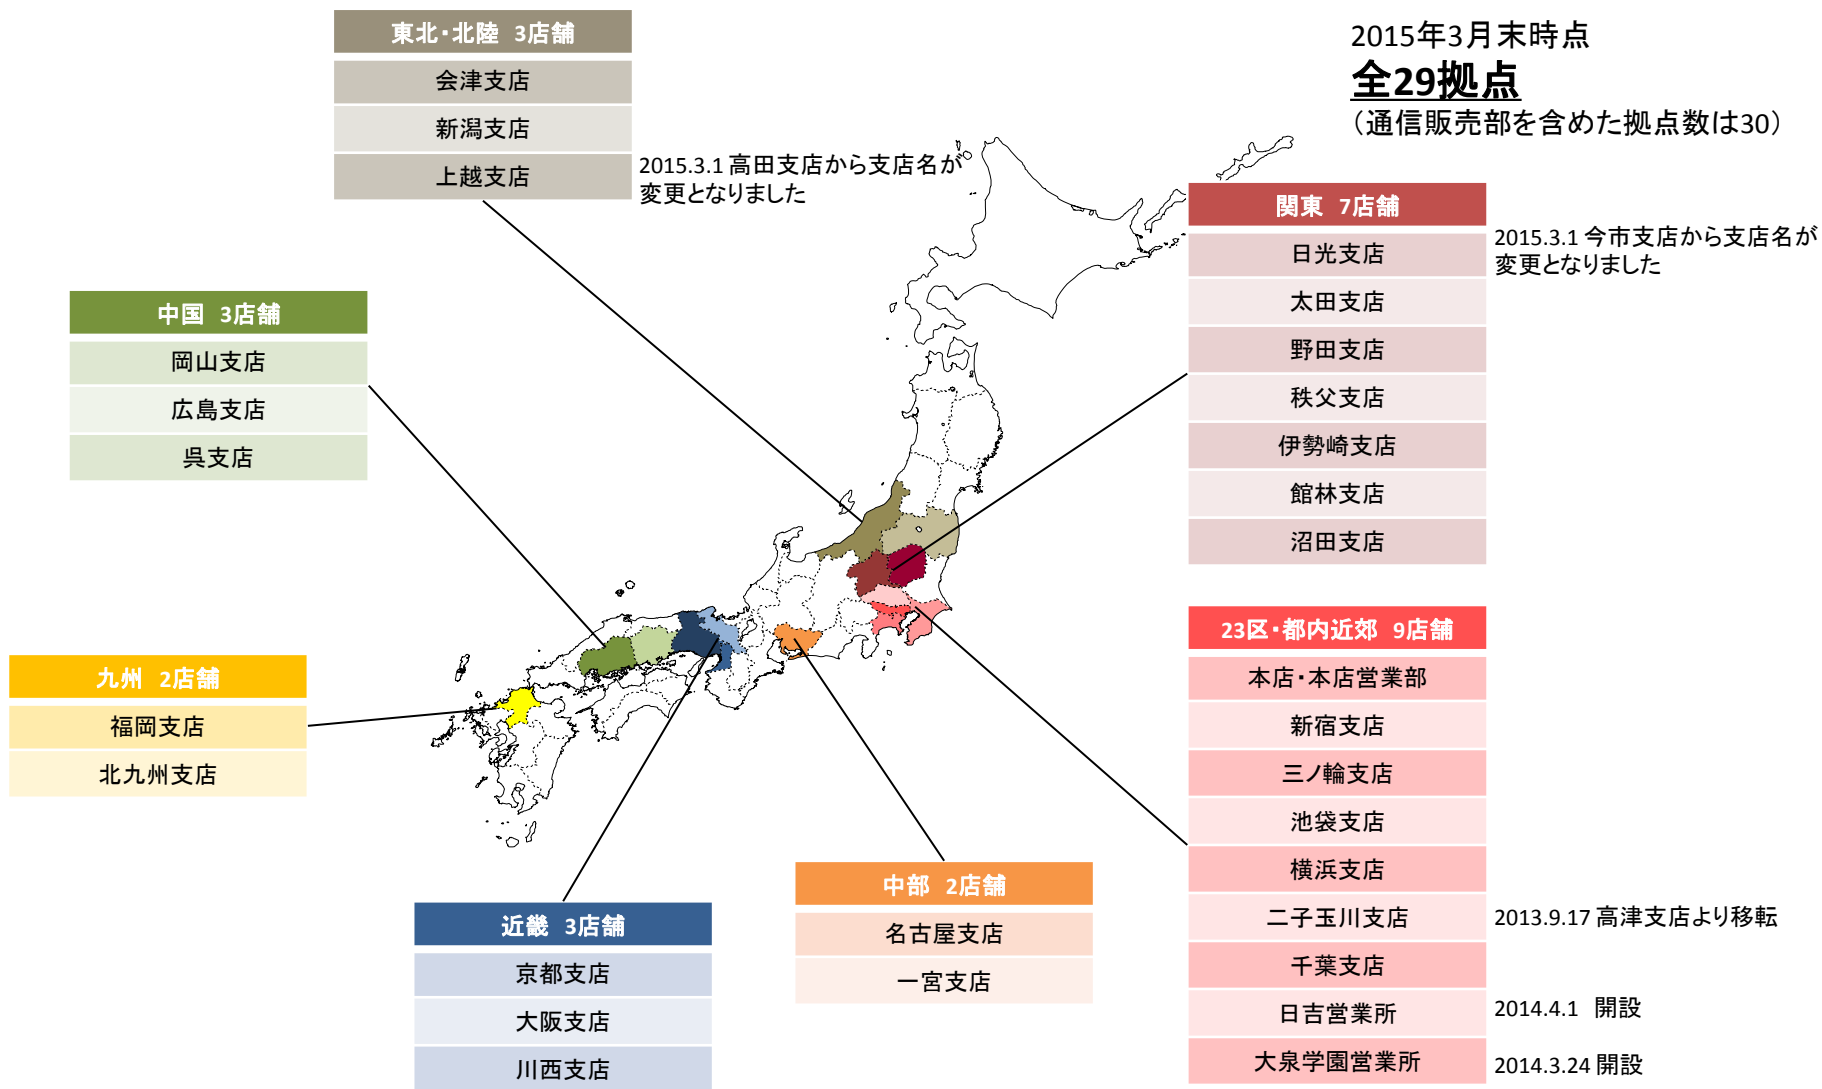 2015年3月末時点
全29拠点
（通信販売部を含めた拠点数は30）
東北・北陸 3店舗
会津支店
新潟支店
上越支店
2015.3.1 高田支店から支店名が
変更となりました
関東 7店舗
日光支店
2015.3.1 今市支店から支店名が
変更となりました
太田支店
野田支店
秩父支店
伊勢崎支店
館林支店
沼田支店
中国 3店舗
岡山支店
広島支店
呉支店
23区・都内近郊 9店舗
本店・本店営業部
新宿支店
三ノ輪支店
池袋支店
横浜支店
二子玉川支店
2013.9.17 高津支店より移転
千葉支店
日吉営業所
2014.4.1 開設
大泉学園営業所
2014.3.24 開設
九州 2店舗
福岡支店
北九州支店
中部 2店舗
名古屋支店
一宮支店
近畿 3店舗
京都支店
大阪支店
川西支店